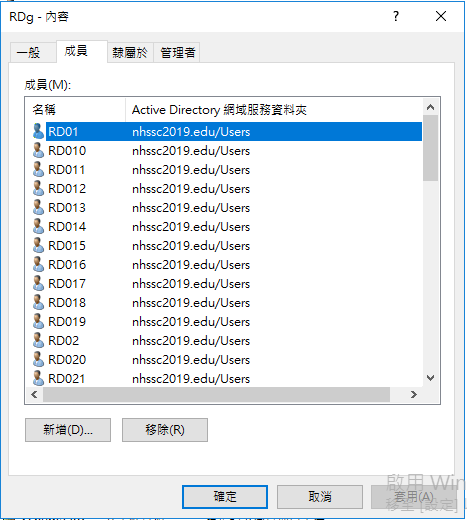 RDg - 內容
一般
成員
隸屬於
管理者
成員(M):
名稱 Active Directory 網域服務資料夾
RD01 nhssc2019.edu/Users
RD010 nhssc2019.edu/Users
RD011 nhssc2019.edu/Users
RD012 nhssc2019.edu/Users
RD013 nhssc2019.edu/Users
RD014 nhssc2019.edu/Users
RD015 nhssc2019.edu/Users
RD016 nhssc2019.edu/Users
RD017 nhssc2019.edu/Users
RD018 nhssc2019.edu/Users
RD019 nhssc2019.edu/Users
RD02 nhssc2019.edu/Users
RD020 nhssc2019.edu/Users
RD021 nhssc2019.edu/Users
新增(D)...
移除(R)
啟用 Win
移至 [設定]
確定
取消
套用(A)